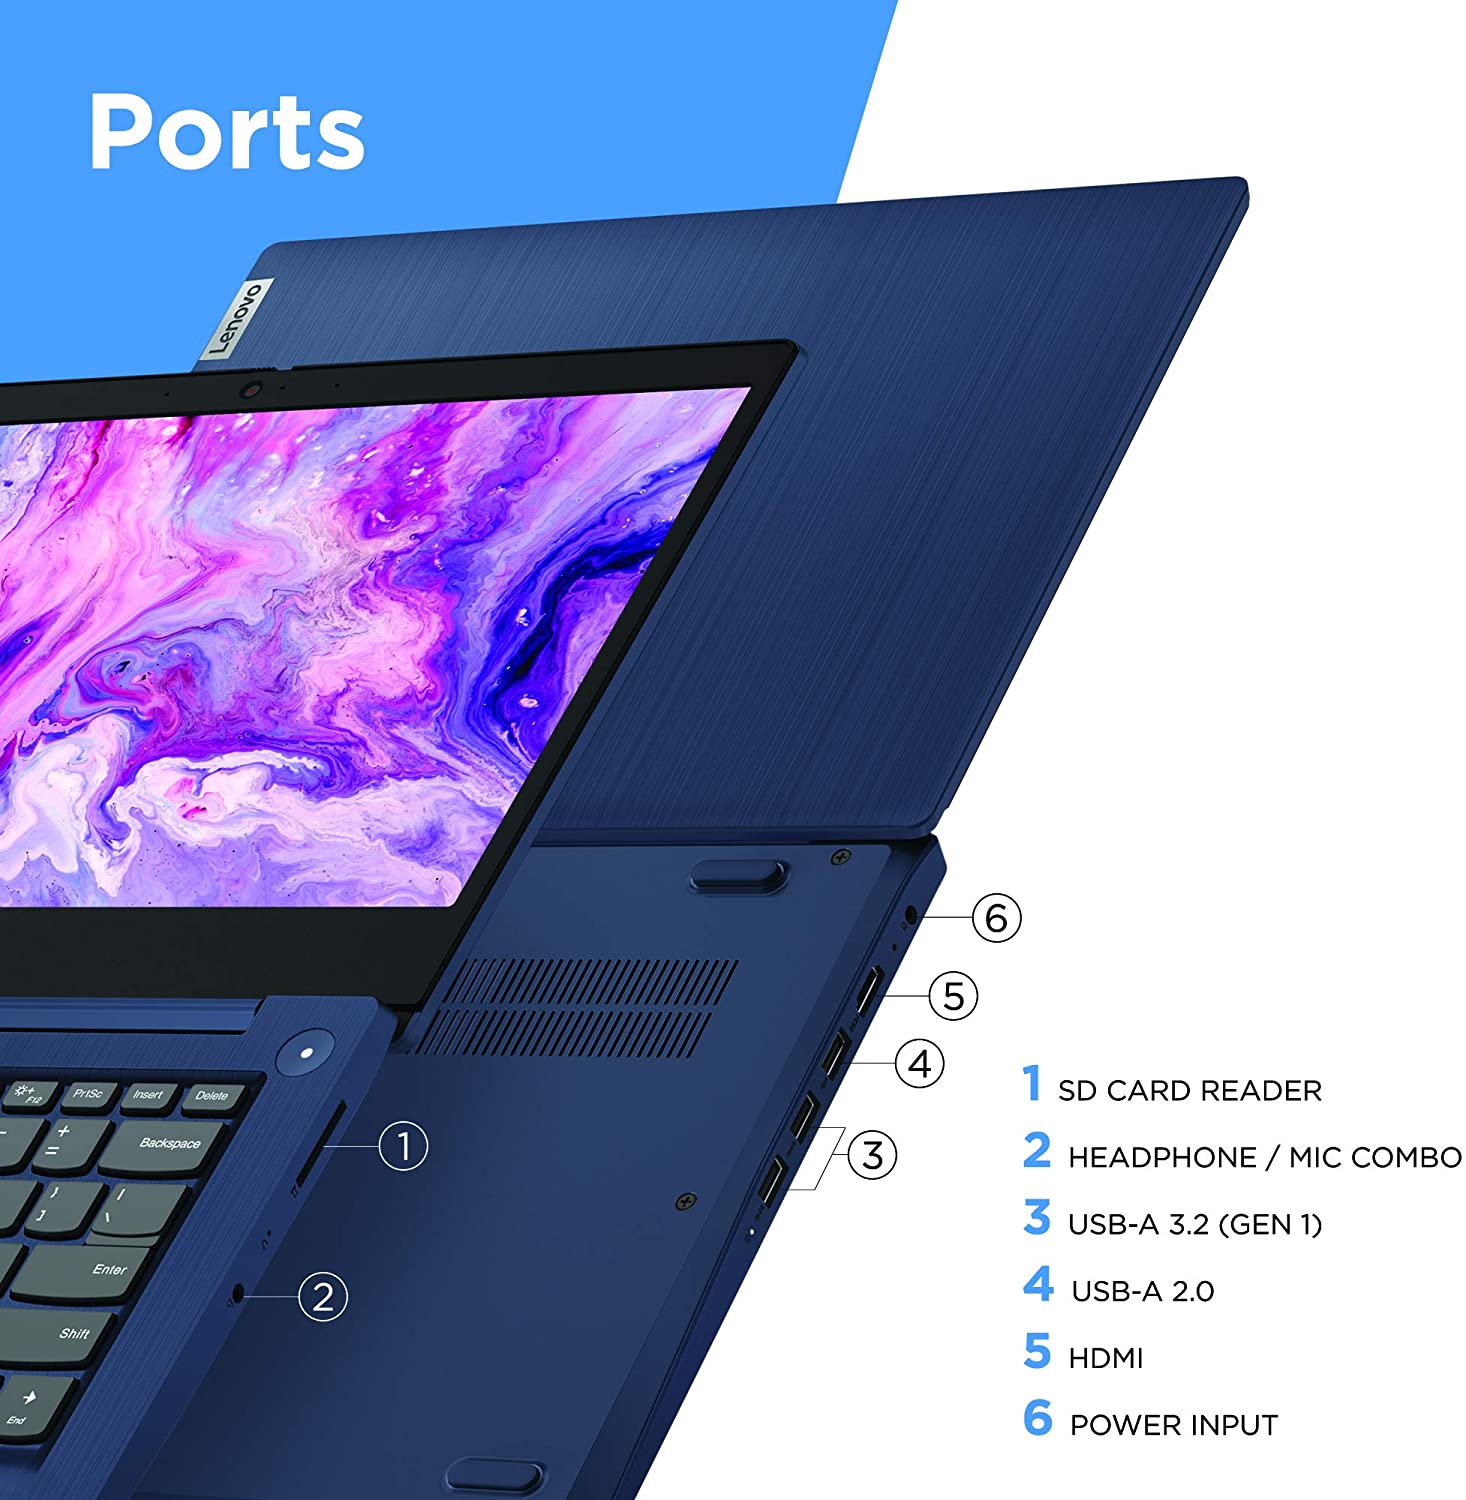 Ports
Lenovo
F12
PrtSc
Insert
Delete
+
=
Backspace
}
]
|
\
Enter
Shift
End
6
5
4
3
1
2
1 SD CARD READER
2 HEADPHONE / MIC COMBO
3 USB-A 3.2 (GEN 1)
4 USB-A 2.0
5 HDMI
6 POWER INPUT